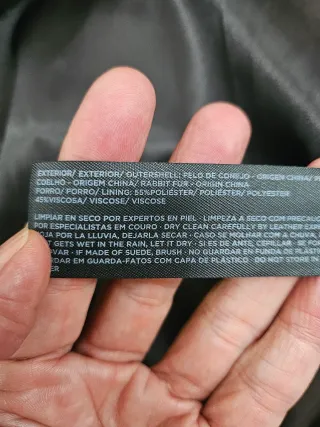 EXTERIOR/ EXTERIOR/ OUTERSHELL: PELO DE CONEJO - ORIGEN CHINA/
COELHO - ORIGEM CHINA/ RABBIT FUR - ORIGIN CHINA
FORRO/ FORRO/ LINING: 55%POLIÉSTER/ POLIÉSTER/ POLYESTER
45%VISCOSA/ VISCOSE/ VISCOSE
LIMPIAR EN SECO POR EXPERTOS EN PIEL · LIMPEZA A SECO COM
POR ESPECIALISTAS EM COURO · DRY CLEAN CAREFULLY BY LEATHER
POR LA LLUVIA, DEJARLA SECAR · CASO SE MOLHAR COM A CHUVA,
GETS WET IN THE RAIN, LET IT DRY · SI ES DE ANTE, CEPILLAR · SE
· IF MADE OF SUEDE, BRUSH · NO GUARDAR EN FUNDA DE
EM GUARDA-FATOS COM CAPA DE PLÁSTICO · DO NOT STORE IN